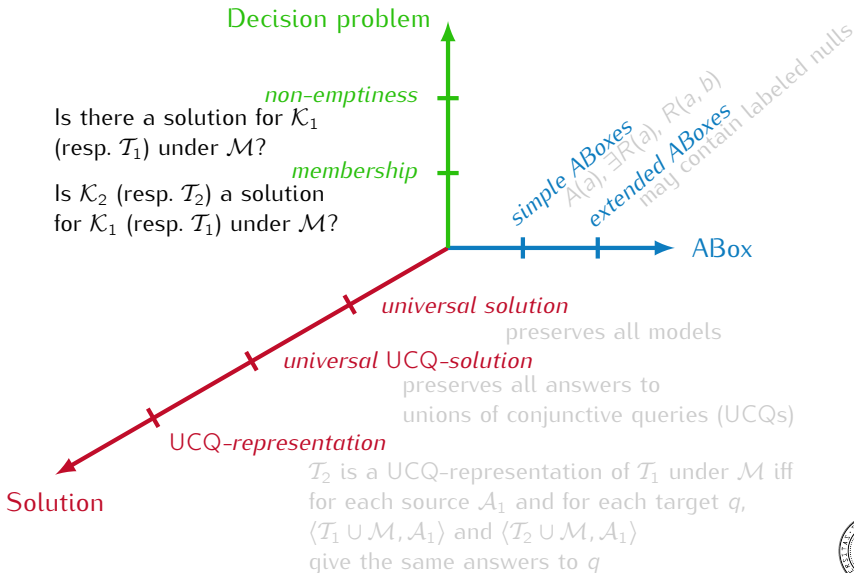 Decision problem
non-emptiness
Is there a solution for 𝒦₁
(resp. 𝒯₁) under ℳ?
membership
Is 𝒦₂ (resp. 𝒯₂) a solution
for 𝒦₁ (resp. 𝒯₁) under ℳ?
simple ABoxes
A(a), ∃R(a), R(a, b)
extended ABoxes
may contain labeled nulls
ABox
universal solution
preserves all models
universal UCQ-solution
preserves all answers to
unions of conjunctive queries (UCQs)
UCQ-representation
𝒯₂ is a UCQ-representation of 𝒯₁ under ℳ iff
for each source 𝒜₁ and for each target q,
⟨𝒯₁ ∪ ℳ, 𝒜₁⟩ and ⟨𝒯₂ ∪ ℳ, 𝒜₁⟩
give the same answers to q
Solution